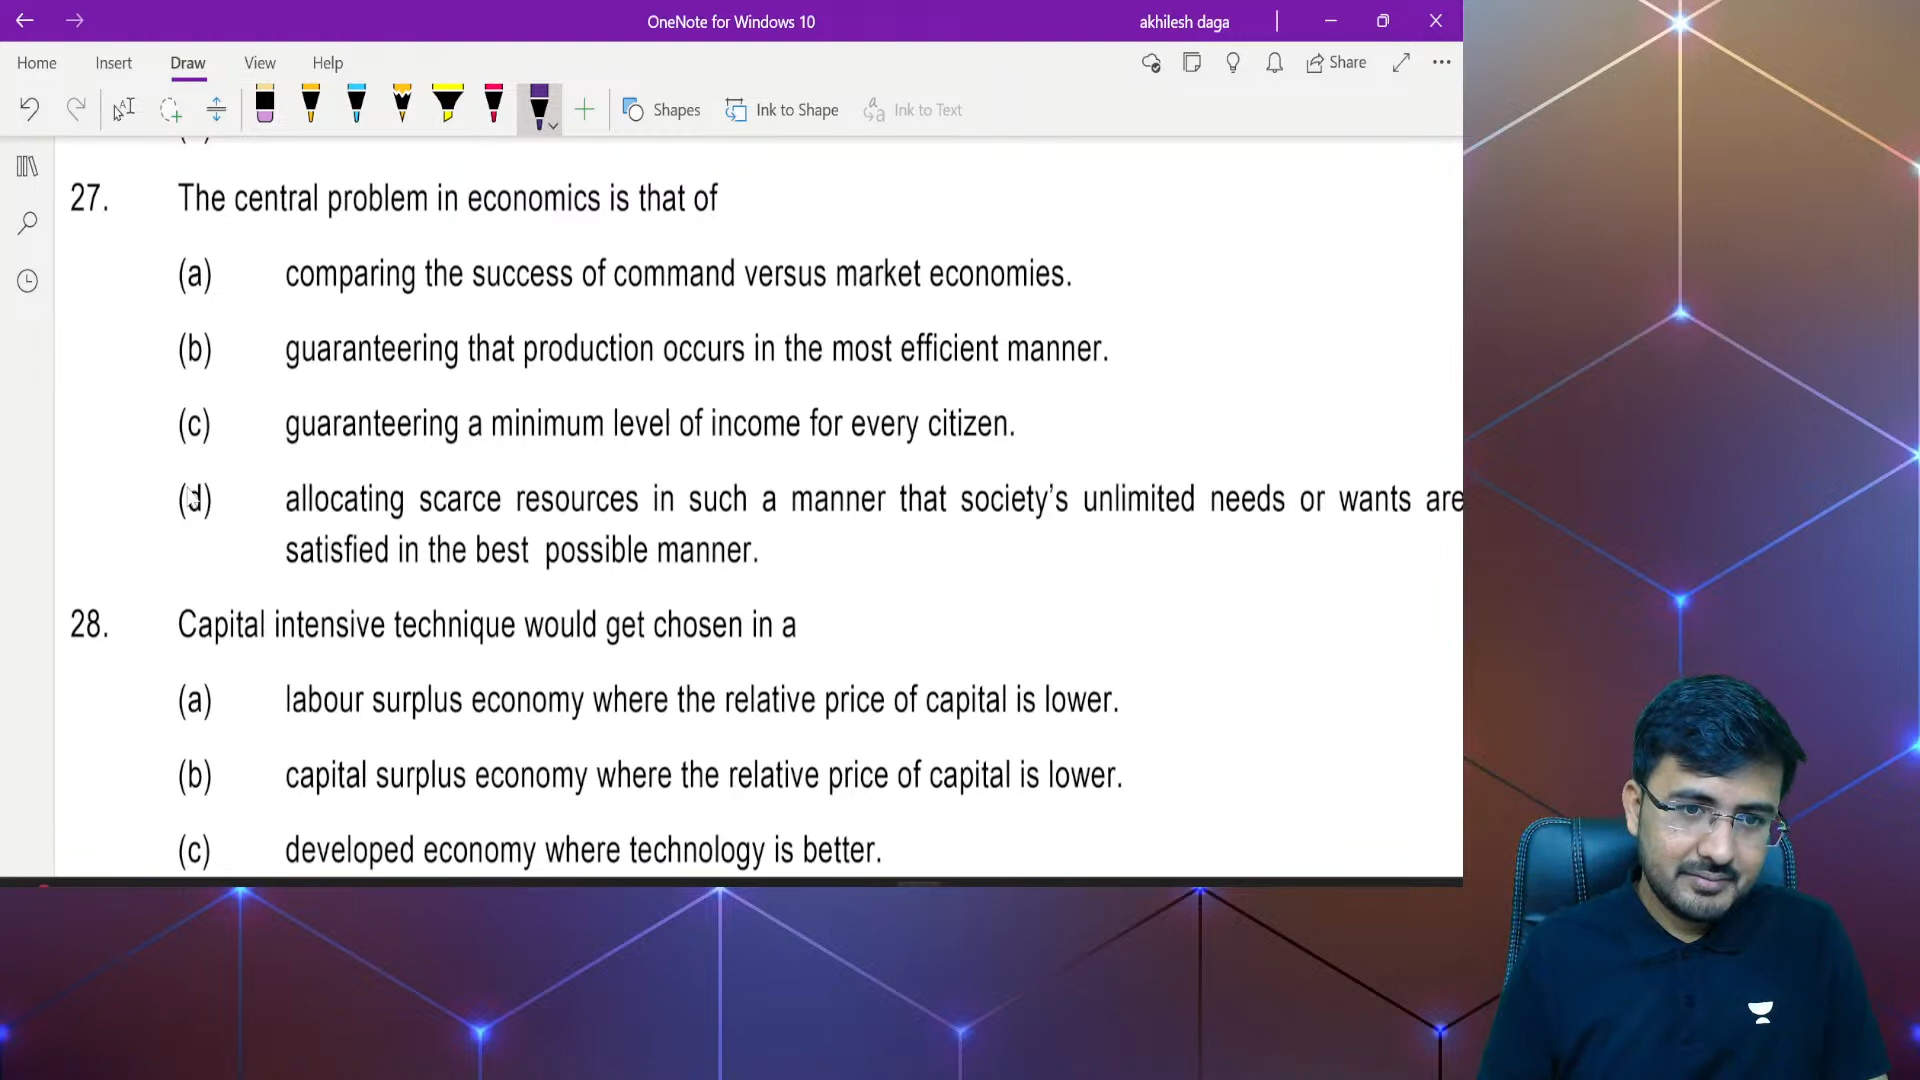 OneNote for Windows 10
akhilesh daga
Home Insert Draw View Help
Share
Shapes Ink to Shape Ink to Text
27. The central problem in economics is that of
(a) comparing the success of command versus market economies.
(b) guaranteering that production occurs in the most efficient manner.
(c) guaranteering a minimum level of income for every citizen.
(d) allocating scarce resources in such a manner that society's unlimited needs or wants are
satisfied in the best possible manner.
28. Capital intensive technique would get chosen in a
(a) labour surplus economy where the relative price of capital is lower.
(b) capital surplus economy where the relative price of capital is lower.
(c) developed economy where technology is better.